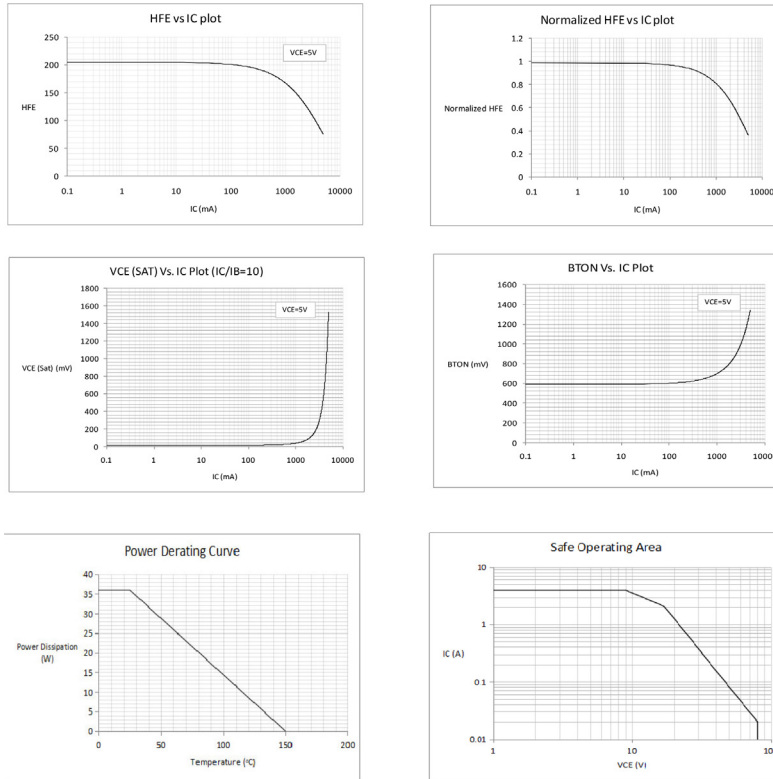 HFE vs IC plot
250
200
150
100
50
0
HFE
VCE=5V
0.1 1 10 100 1000 10000
IC (mA)
Normalized HFE vs IC plot
1.2
1
0.8
0.6
0.4
0.2
0
Normalized HFE
0.1 1 10 100 1000 10000
IC (mA)
VCE (SAT) Vs. IC Plot (IC/IB=10)
1800
1600
1400
1200
1000
800
600
400
200
0
VCE (Sat) (mV)
VCE=5V
0.1 1 10 100 1000 10000
IC (mA)
BTON Vs. IC Plot
1600
1400
1200
1000
800
600
400
200
0
BTON (mV)
VCE=5V
0.1 1 10 100 1000 10000
IC (mA)
Power Derating Curve
40
35
30
25
20
15
10
5
0
Power Dissipation
(W)
0 50 100 150 200
Temperature (ºC)
Safe Operating Area
10
1
0.1
0.01
IC (A)
1 10
VCE (V)